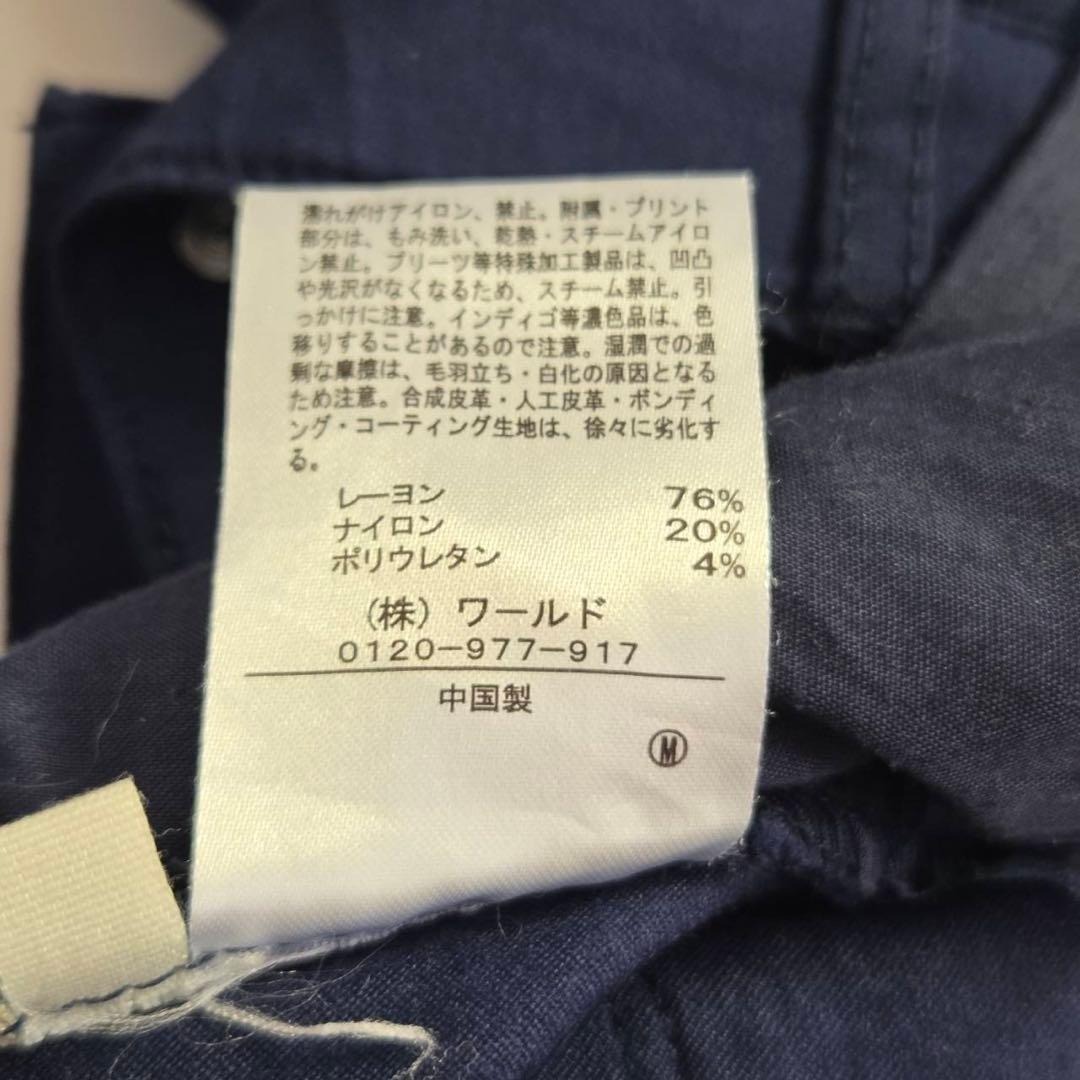 濡れがけアイロン、禁止。附属・プリント
部分は、もみ洗い、乾熱・スチームアイロ
ン禁止。プリーツ等特殊加工製品は、凹凸
や光沢がなくなるため、スチーム禁止。引
っかけに注意。インディゴ等濃色品は、色
移りすることがあるので注意。湿潤での過
剰な摩擦は、毛羽立ち・白化の原因となる
ため注意。合成皮革・人工皮革・ボンディ
ング・コーティング生地は、徐々に劣化す
る。
レーヨン 76%
ナイロン 20%
ポリウレタン 4%
(株) ワールド
0120-977-917
中国製
Ⓜ